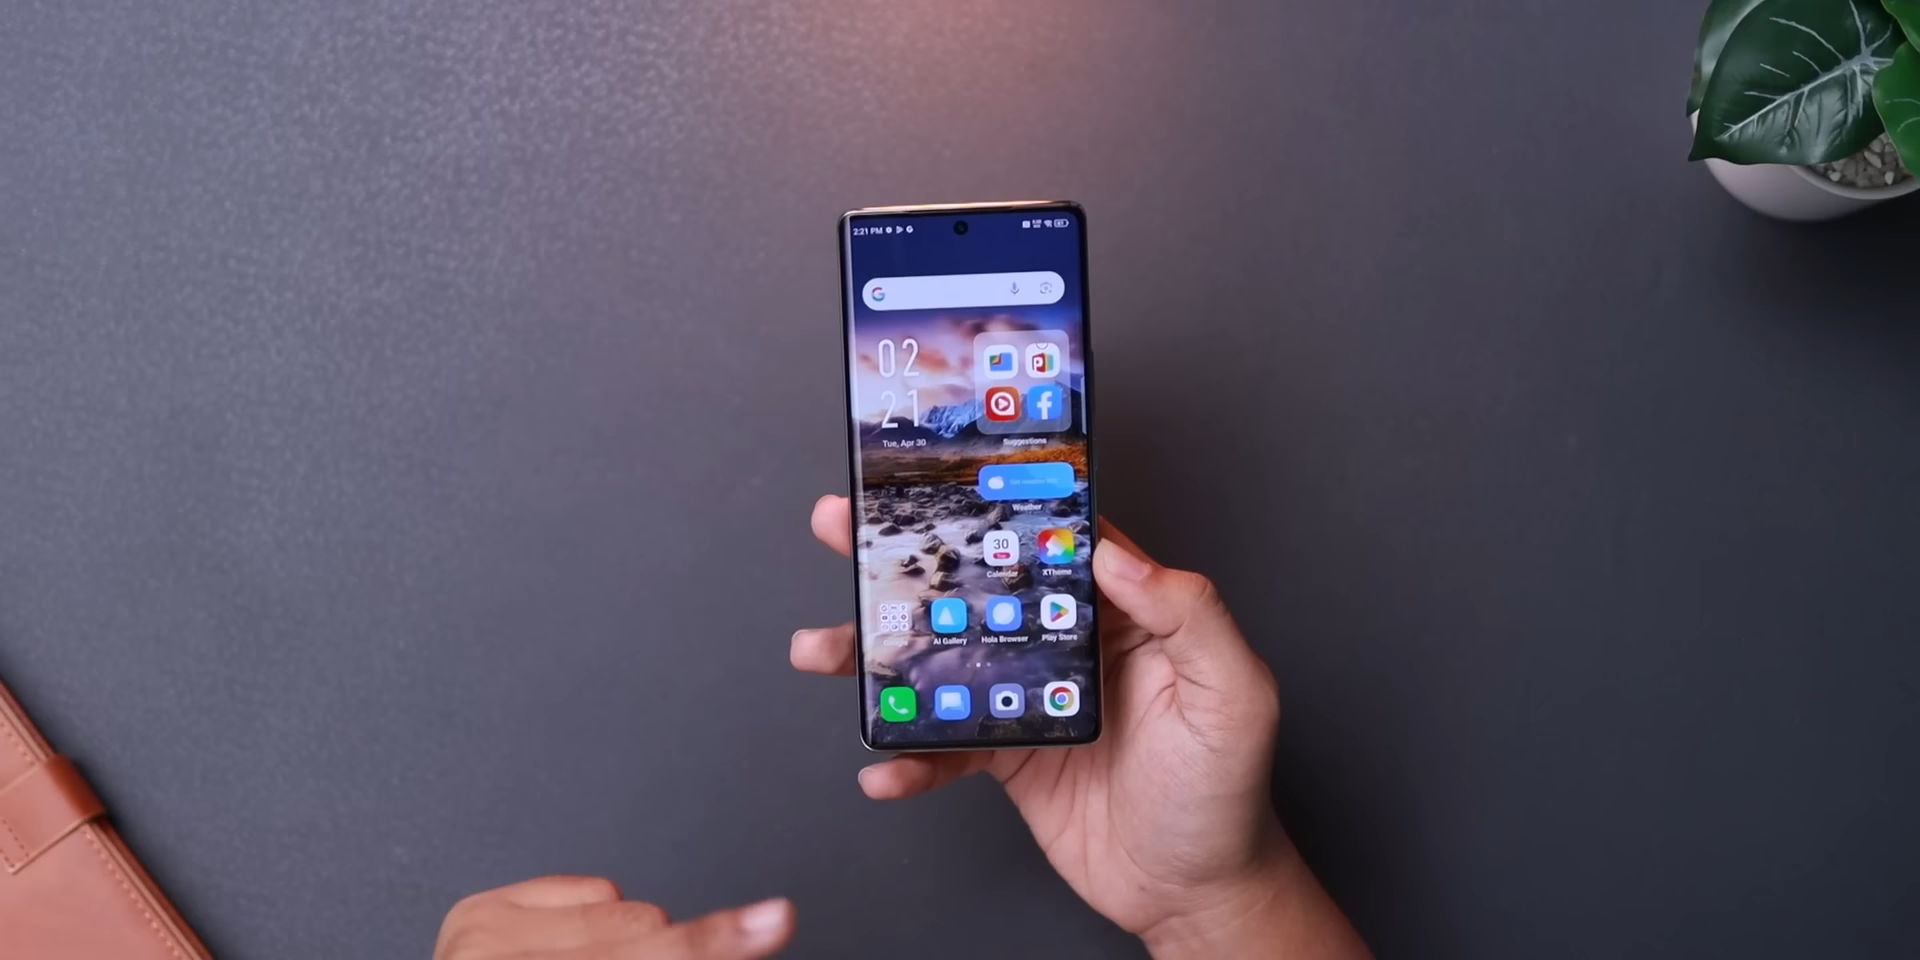 2:21 PM
02
21
Tue, Apr 30
Suggestions
Weather
30
Calendar
XTheme
AI Gallery
Hola Browser
Play Store